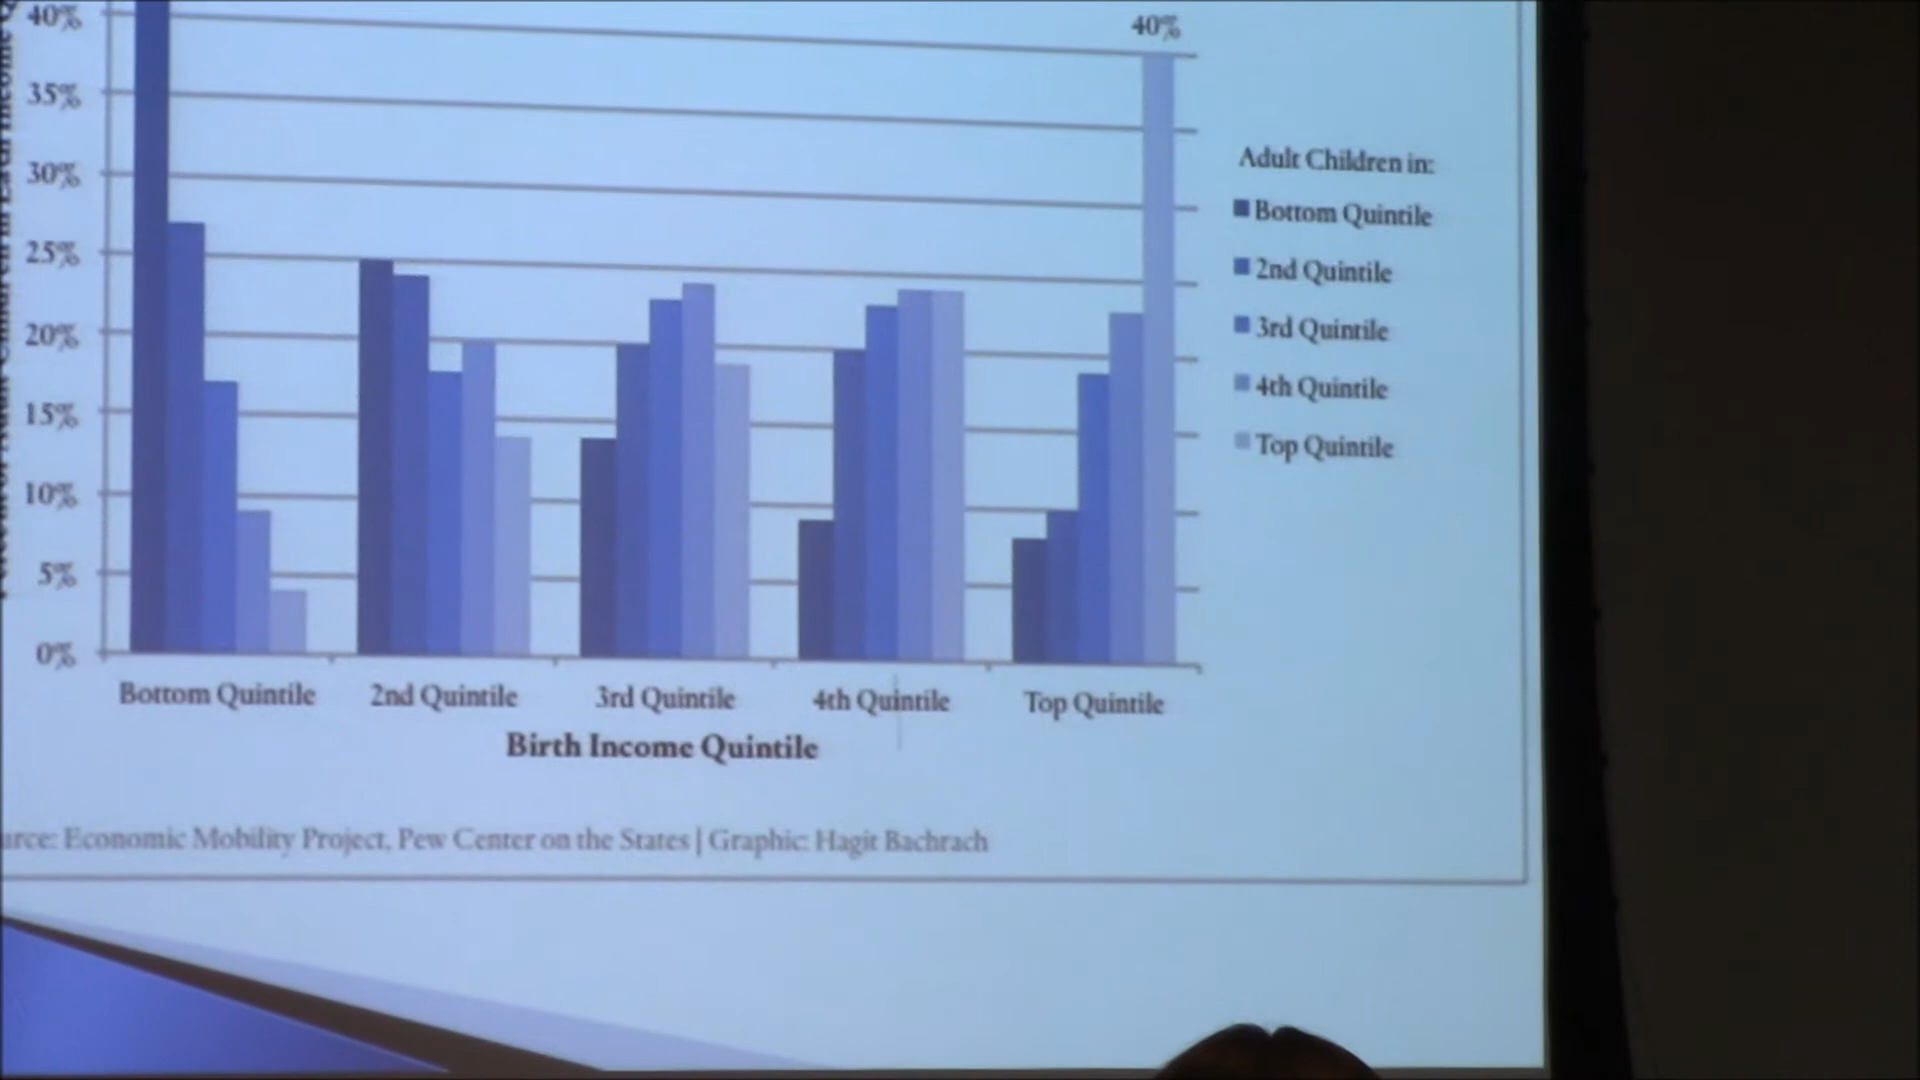 40%
40%
35%
30%
25%
20%
15%
10%
5%
0%
Adult Children in:
Bottom Quintile
2nd Quintile
3rd Quintile
4th Quintile
Top Quintile
Bottom Quintile 2nd Quintile 3rd Quintile 4th Quintile Top Quintile
Birth Income Quintile
Economic Mobility Project, Pew Center on the States | Graphic: Hagit Bachrach